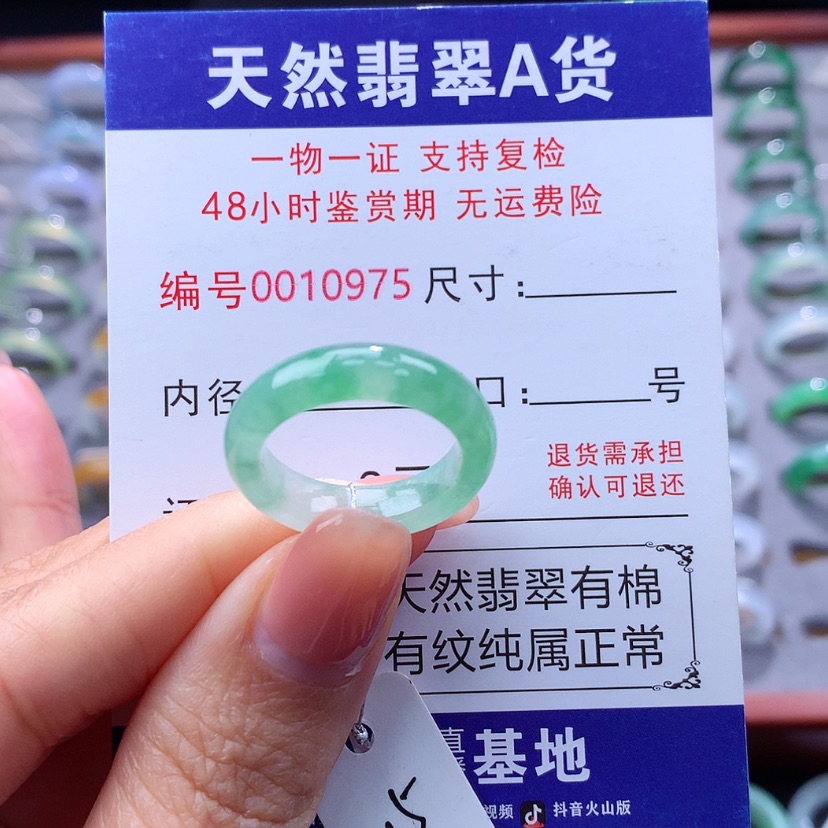 天然翡翠A货
一物一证 支持复检
48小时鉴赏期 无运费险
编号0010975 尺寸:
内径 口: 号
退货需承担
确认可退还
天然翡翠有棉
有纹纯属正常
基地
视频 抖音火山版